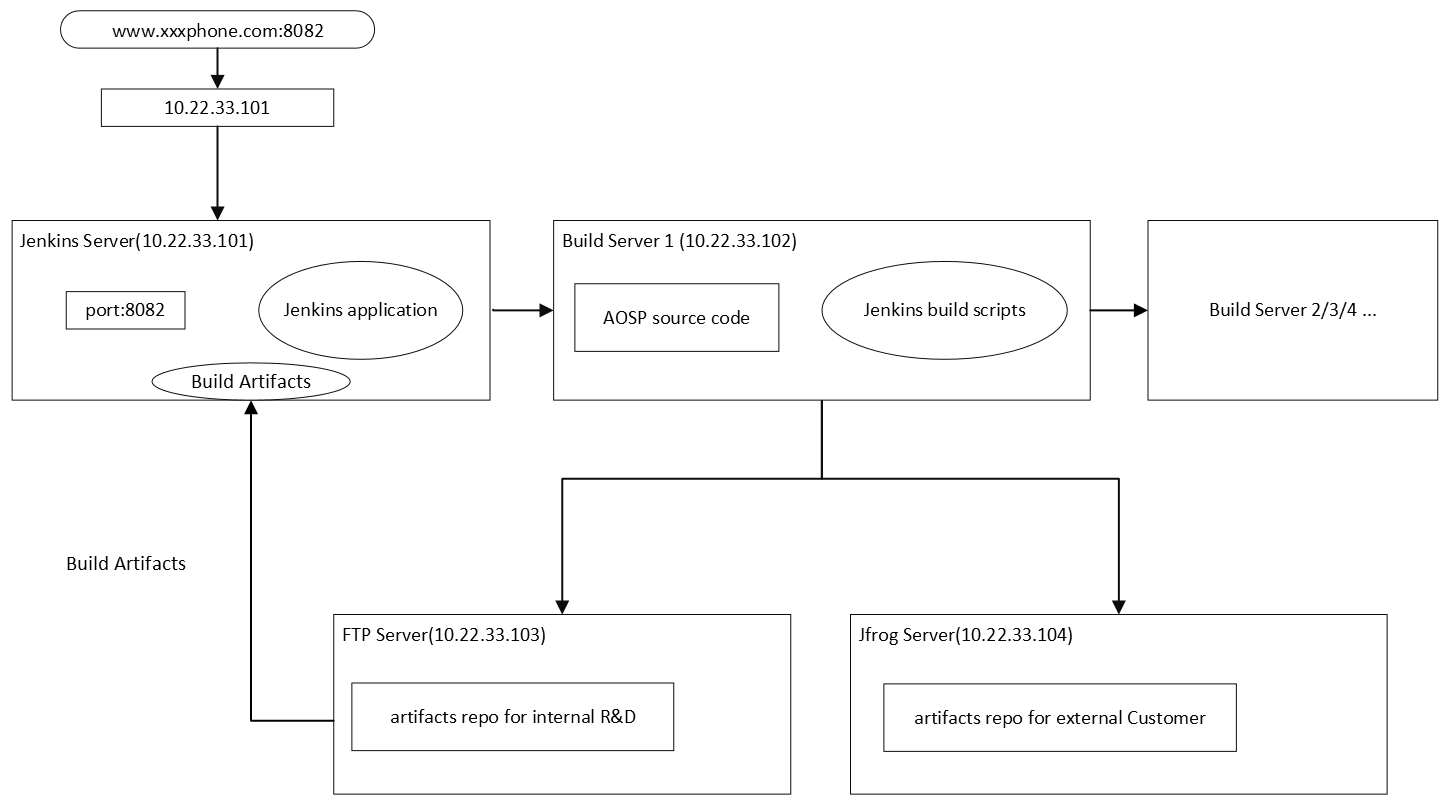 www.xxxphone.com:8082
10.22.33.101
Jenkins Server(10.22.33.101)
port:8082
Jenkins application
Build Artifacts
Build Server 1 (10.22.33.102)
AOSP source code
Jenkins build scripts
Build Server 2/3/4 ...
Build Artifacts
FTP Server(10.22.33.103)
artifacts repo for internal R&D
Jfrog Server(10.22.33.104)
artifacts repo for external Customer